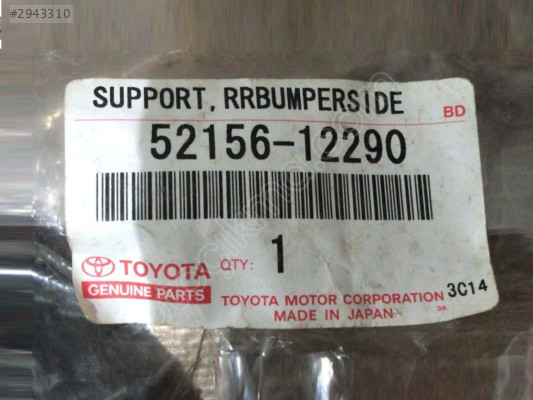 #2943310
SUPPORT, RRBUMPERSIDE
BD
52156-12290
TOYOTA
GENUINE PARTS
QTY: 1
TOYOTA MOTOR CORPORATION 3C14
MADE IN JAPAN